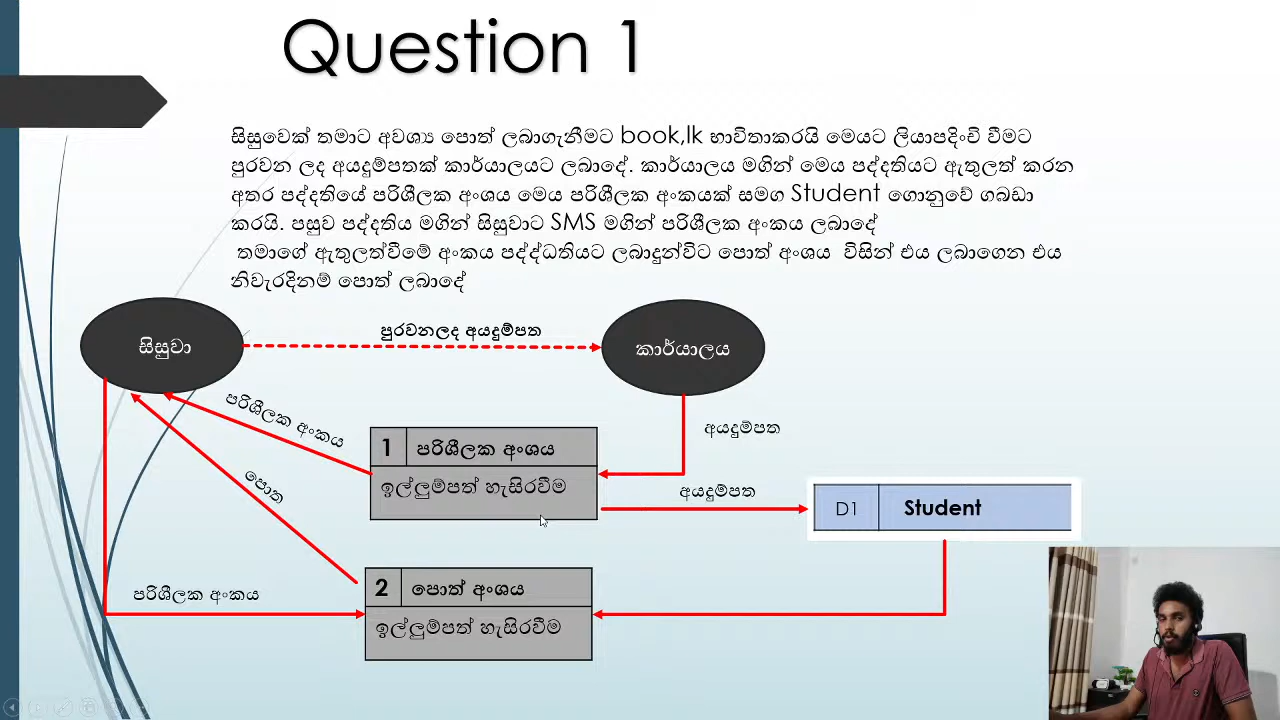 Question 1
සිසුවෙක් තමාට අවශ්‍ය පොත් ලබාගැනීමට book,lk භාවිතාකරයි මෙයට ලියාපදිංචි වීමට
පුරවන ලද අයදුම්පතක් කාර්යාලයට ලබාදේ. කාර්යාලය මගින් මෙය පද්දතියට ඇතුලත් කරන
අතර පද්දතියේ පරිශීලක අංශය මෙය පරිශීලක අංකයක් සමග Student ගොනුවේ ගබඩා
කරයි. පසුව පද්දතිය මගින් සිසුවාට SMS මගින් පරිශීලක අංකය ලබාදේ
තමාගේ ඇතුලත්වීමේ අංකය පද්ද්ධතියට ලබාදුන්විට පොත් අංශය විසින් එය ලබාගෙන එය
නිවැරදිනම් පොත් ලබාදේ
සිසුවා
පුරවනලද අයදුම්පත
කාර්යාලය
පරිශීලක අංකය
අයදුම්පත
1 පරිශීලක අංශය
ඉල්ලුම්පත් හැසිරවීම
පොත
අයදුම්පත
D1 Student
පරිශීලක අංකය
2 පොත් අංශය
ඉල්ලුම්පත් හැසිරවීම